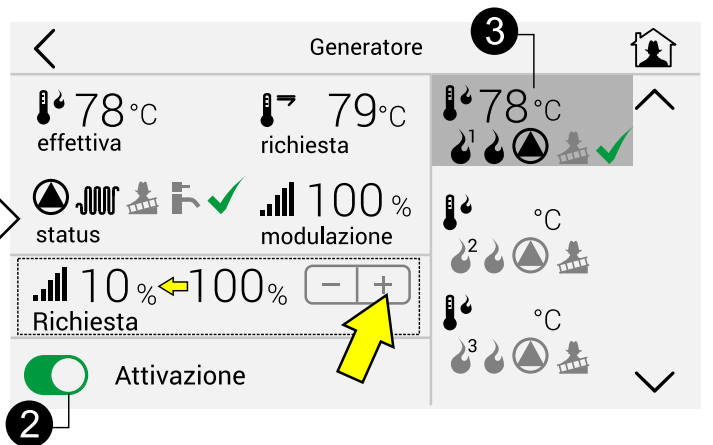 3
Generatore
78 °C
effettiva
79 °C
richiesta
status
100 %
modulazione
10 % 100 %
Richiesta
- +
Attivazione
2
78 °C
1
°C
2
°C
3